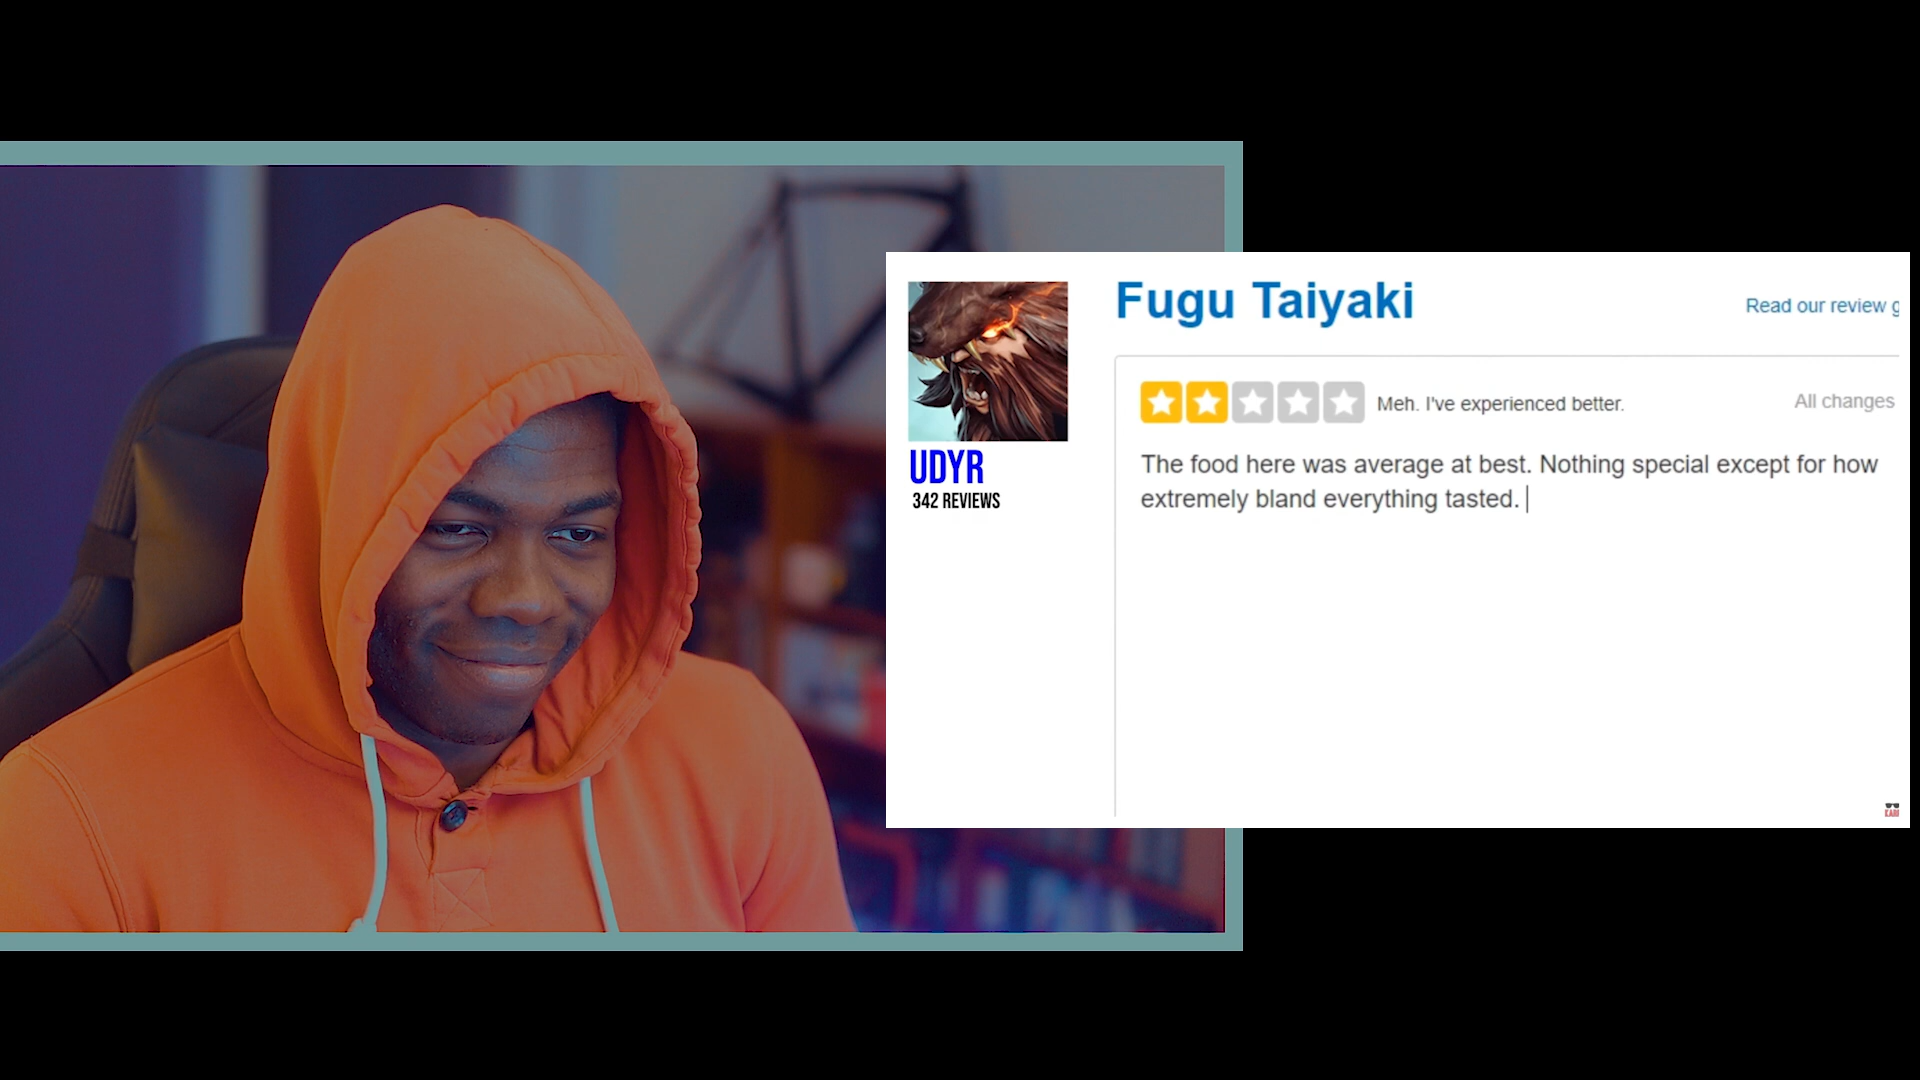 Fugu Taiyaki
Read our review g
Meh. I've experienced better.
All changes
The food here was average at best. Nothing special except for how
extremely bland everything tasted.
UDYR
342 REVIEWS